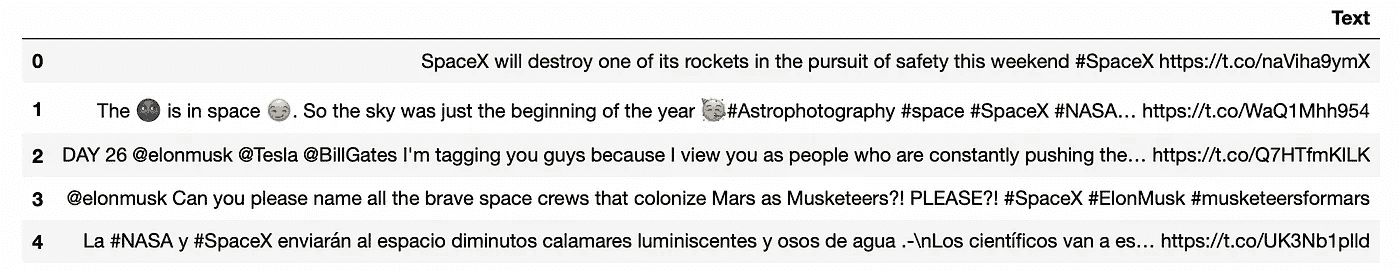 Text
0 SpaceX will destroy one of its rockets in the pursuit of safety this weekend #SpaceX https://t.co/naViha9ymX
1 The 🌚 is in space 😏. So the sky was just the beginning of the year 🥳#Astrophotography #space #SpaceX #NASA… https://t.co/WaQ1Mhh954
2 DAY 26 @elonmusk @Tesla @BillGates I'm tagging you guys because I view you as people who are constantly pushing the… https://t.co/Q7HTfmKlLK
3 @elonmusk Can you please name all the brave space crews that colonize Mars as Musketeers?! PLEASE?! #SpaceX #ElonMusk #musketeersformars
4 La #NASA y #SpaceX enviarán al espacio diminutos calamares luminiscentes y osos de agua .-\nLos científicos van a es… https://t.co/UK3Nb1plld